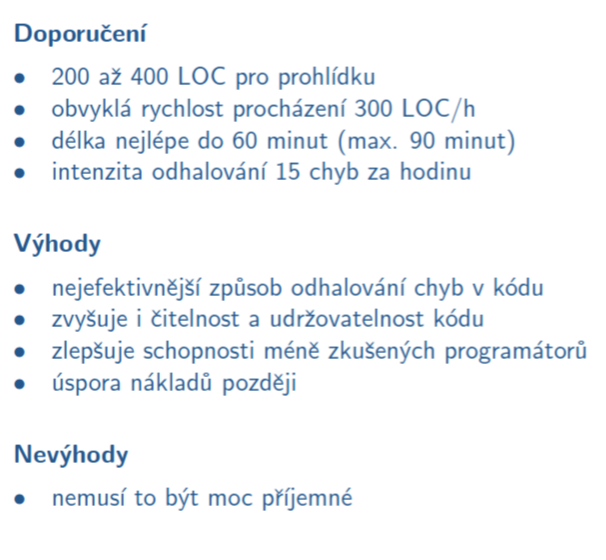 Doporučení
• 200 až 400 LOC pro prohlídku
• obvyklá rychlost procházení 300 LOC/h
• délka nejlépe do 60 minut (max. 90 minut)
• intenzita odhalování 15 chyb za hodinu
Výhody
• nejefektivnější způsob odhalování chyb v kódu
• zvyšuje i čitelnost a udržovatelnost kódu
• zlepšuje schopnosti méně zkušených programátorů
• úspora nákladů později
Nevýhody
• nemusí to být moc příjemné